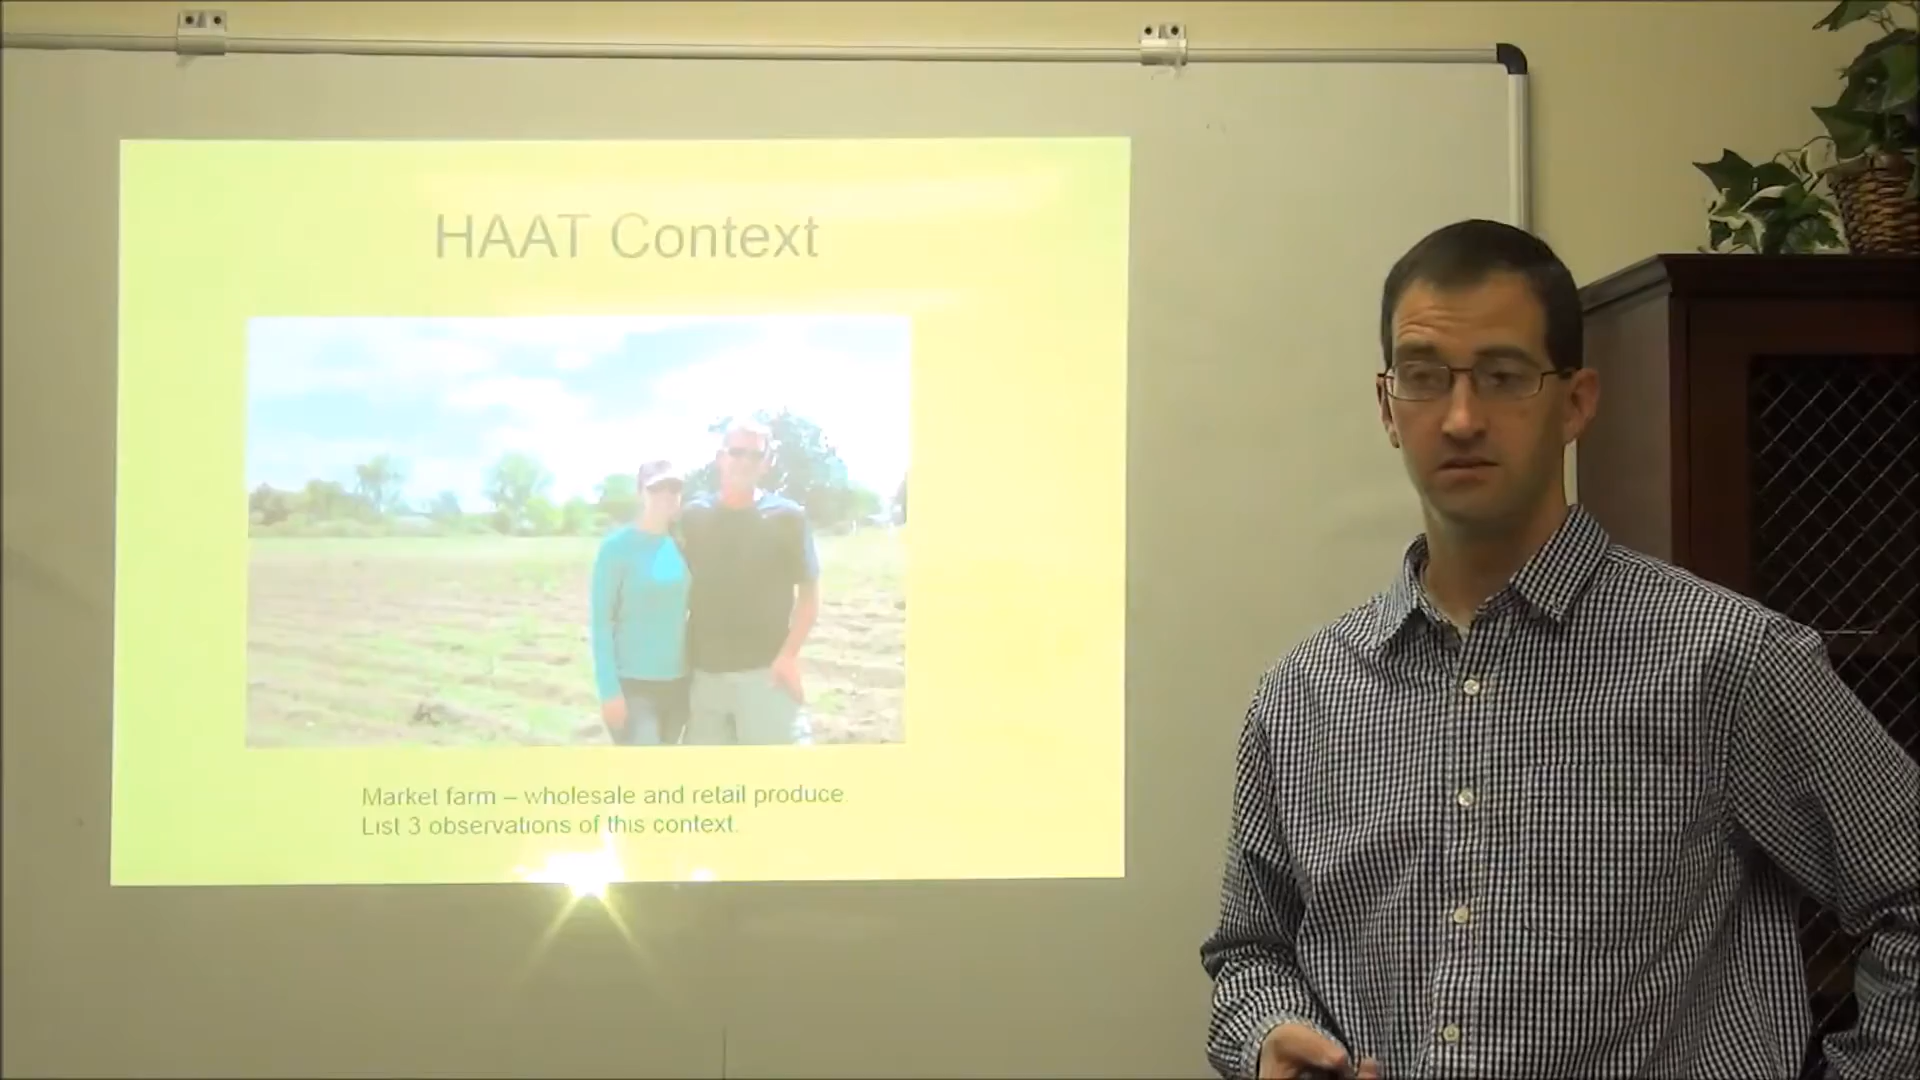 HAAT Context
Market farm – wholesale and retail produce.
List 3 observations of this context.